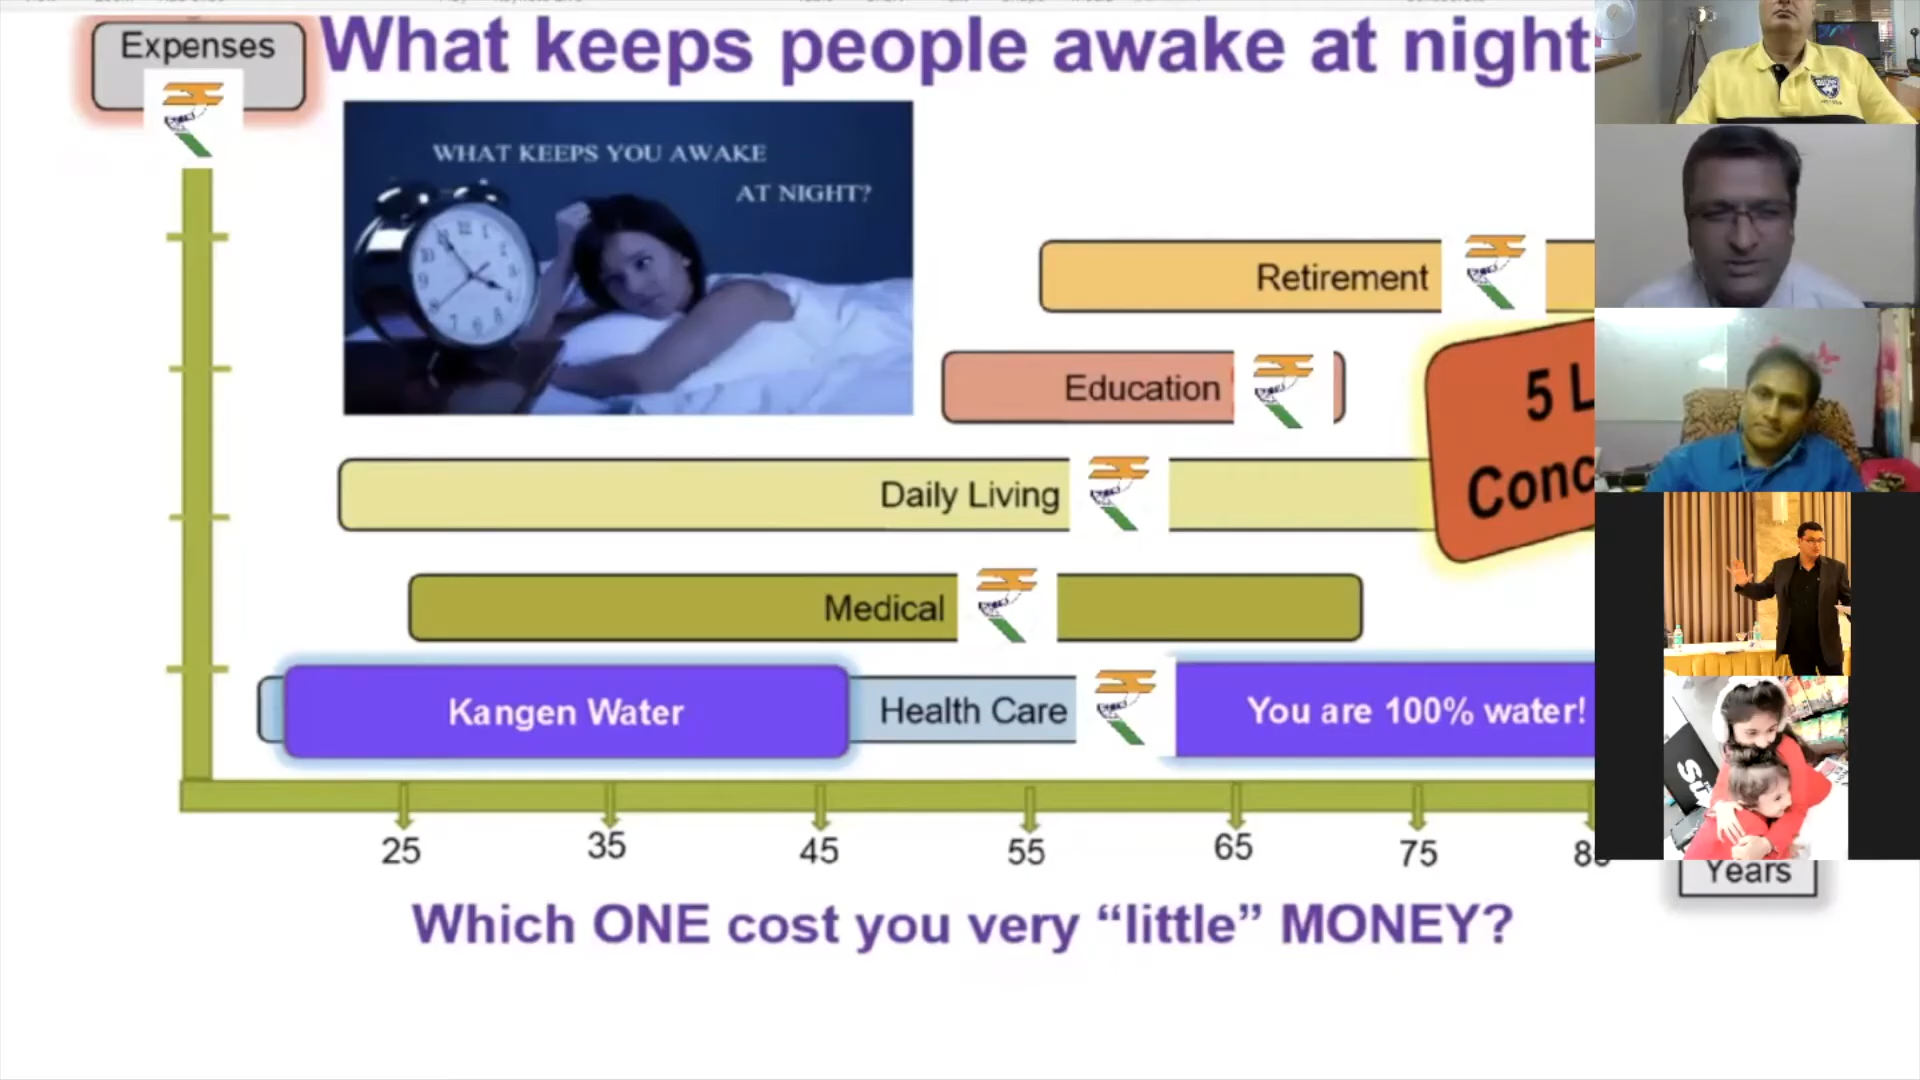 Expenses
What keeps people awake at night
WHAT KEEPS YOU AWAKE
AT NIGHT?
Retirement
Education
5 L
Conc
Daily Living
Medical
Kangen Water
Health Care
You are 100% water!
25
35
45
55
65
75
Years
Which ONE cost you very “little” MONEY?